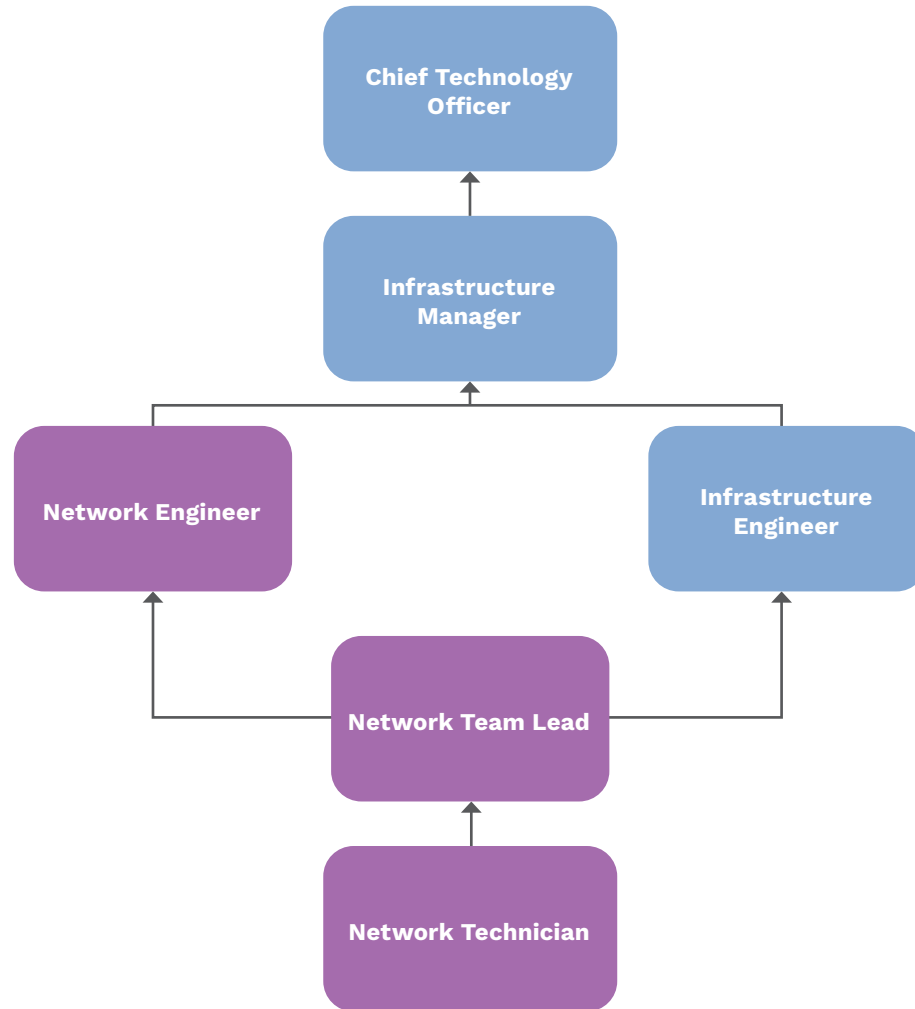 Chief Technology
Officer
Infrastructure
Manager
Network Engineer
Infrastructure
Engineer
Network Team Lead
Network Technician